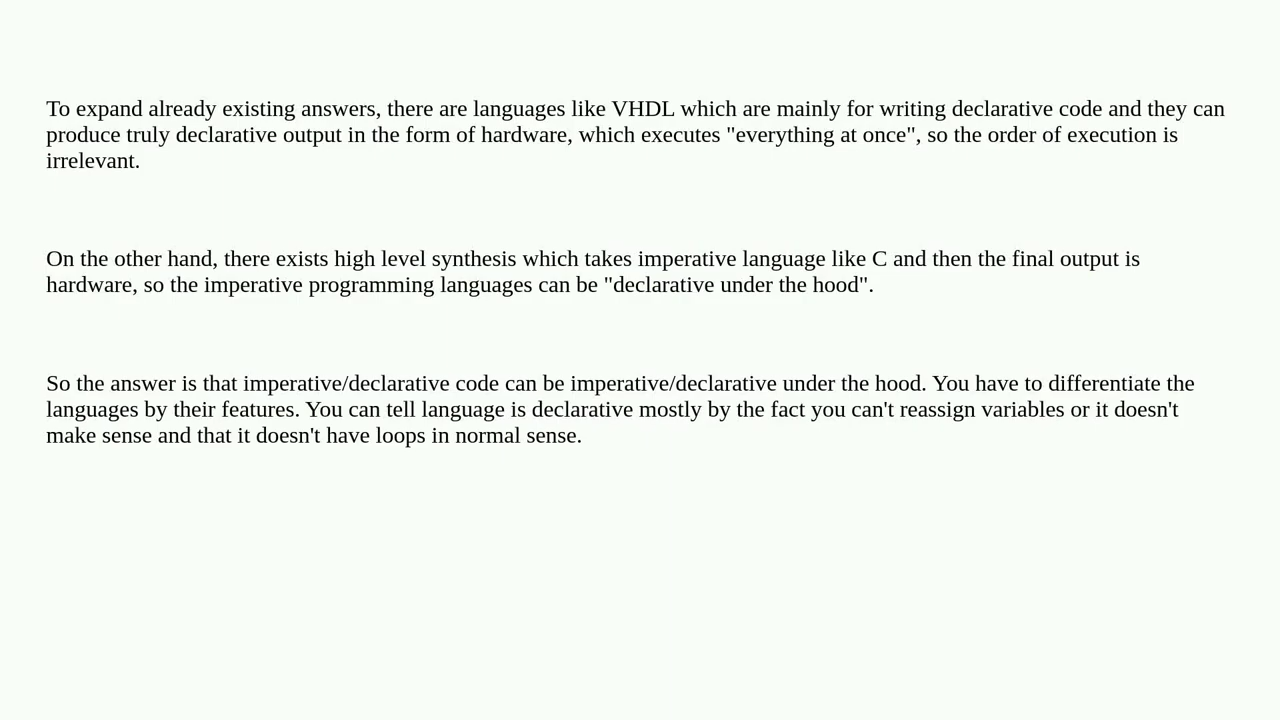 To expand already existing answers, there are languages like VHDL which are mainly for writing declarative code and they can
produce truly declarative output in the form of hardware, which executes "everything at once", so the order of execution is
irrelevant.
On the other hand, there exists high level synthesis which takes imperative language like C and then the final output is
hardware, so the imperative programming languages can be "declarative under the hood".
So the answer is that imperative/declarative code can be imperative/declarative under the hood. You have to differentiate the
languages by their features. You can tell language is declarative mostly by the fact you can't reassign variables or it doesn't
make sense and that it doesn't have loops in normal sense.